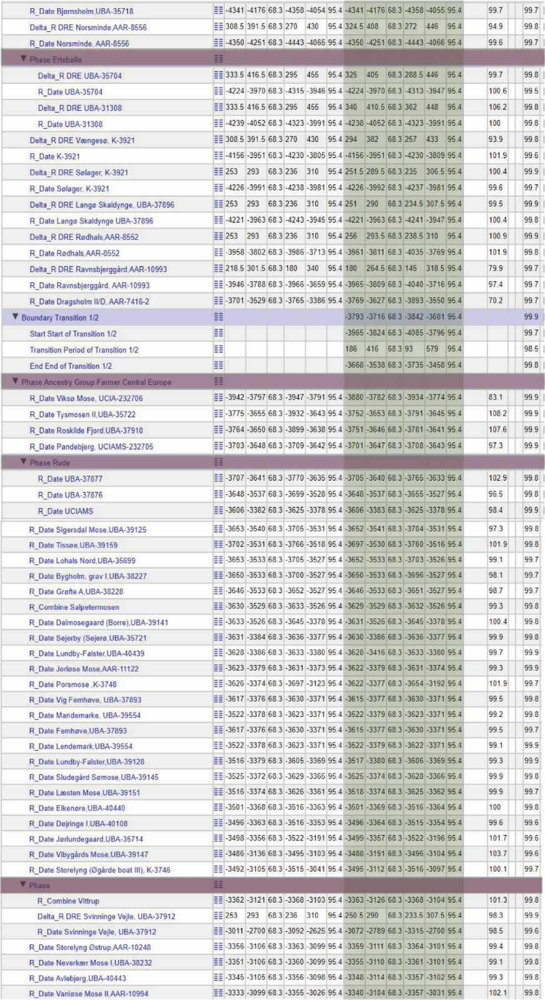 R_Date Bjørnsholm,UBA-35718 -4341 -4176 68.3 -4358 -4054 95.4 -4341 -4176 68.3 -4358 -4055 95.4 99.7 99.7
Delta_R DRE Norsminde,AAR-8556 308.5 391.5 68.3 270 430 95.4 324.5 408 68.3 272 446 95.4 94.9 99.8
R_Date Norsminde, AAR-8556 -4350 -4251 68.3 -4443 -4065 95.4 -4350 -4251 68.3 -4443 -4066 95.4 99.6 99.7
▼ Phase Ertebølle
Delta_R DRE UBA-35704 333.5 416.5 68.3 295 455 95.4 325 405 68.3 288.5 446 95.4 99.7 99.8
R_Date UBA-35704 -4224 -3970 68.3 -4315 -3946 95.4 -4224 -3970 68.3 -4313 -3947 95.4 100.6 99.5
Delta_R DRE UBA-31308 333.5 416.5 68.3 295 455 95.4 340 410.5 68.3 302 448 95.4 106.2 99.8
R_Date UBA-31308 -4239 -4052 68.3 -4323 -3991 95.4 -4238 -4052 68.3 -4323 -3991 95.4 100 99.8
Delta_R DRE Vængesø, K-3921 308.5 391.5 68.3 270 430 95.4 294 382 68.3 257 433 95.4 93.9 99.8
R_Date K-3921 -4156 -3951 68.3 -4230 -3805 95.4 -4156 -3951 68.3 -4230 -3809 95.4 101.9 99.6
Delta_R DRE Sølager, K-3921 253 293 68.3 236 310 95.4 251.5 289.5 68.3 235 306.5 95.4 100.4 99.9
R_Date Sølager, K-3921 -4226 -3991 68.3 -4238 -3981 95.4 -4226 -3992 68.3 -4237 -3981 95.4 99.6 99.7
Delta_R DRE Langø Skaldynge, UBA-37896 253 293 68.3 236 310 95.4 251 290 68.3 234.5 307.5 95.4 99.5 99.9
R_Date Langø Skaldynge UBA-37896 -4221 -3963 68.3 -4243 -3945 95.4 -4221 -3963 68.3 -4241 -3947 95.4 100.4 99.8
Delta_R DRE Rødhals,AAR-8552 253 293 68.3 236 310 95.4 256 293.5 68.3 238.5 310 95.4 100.9 99.9
R_Date Rødhals,AAR-8552 -3958 -3802 68.3 -3986 -3713 95.4 -3961 -3811 68.3 -4035 -3769 95.4 101.9 99.8
Delta_R DRE Ravnsbjerggård,AAR-10993 218.5 301.5 68.3 180 340 95.4 180 264.5 68.3 145 318.5 95.4 79.9 99.7
R_Date Ravnsbjerggård, AAR-10993 -3946 -3788 68.3 -3966 -3659 95.4 -3965 -3809 68.3 -4040 -3716 95.4 97.4 99.7
R_Date Dragsholm II/D, AAR-7416-2 -3701 -3529 68.3 -3765 -3386 95.4 -3769 -3627 68.3 -3893 -3550 95.4 70.2 99.7
▼ Boundary Transition 1/2 -3793 -3716 68.3 -3842 -3681 95.4 99.9
Start Start of Transition 1/2 -3965 -3824 68.3 -4085 -3796 95.4 99.7
Transition Period of Transition 1/2 186 416 68.3 93 579 95.4 98.5
End End of Transition 1/2 -3668 -3538 68.3 -3735 -3458 95.4 99.8
▼ Phase Ancestry Group Farmer Central Europe
R_Date Viksø Mose, UCIA-232706 -3942 -3797 68.3 -3947 -3791 95.4 -3880 -3782 68.3 -3934 -3774 95.4 83.1 99.9
R_Date Tysmosen II,UBA-35722 -3775 -3655 68.3 -3932 -3643 95.4 -3752 -3653 68.3 -3791 -3645 95.4 108.2 99.9
R_Date Roskilde Fjord,UBA-37910 -3764 -3650 68.3 -3899 -3638 95.4 -3751 -3646 68.3 -3781 -3641 95.4 107.6 99.9
R_Date Pandebjerg, UCIAMS-232705 -3703 -3648 68.3 -3709 -3642 95.4 -3701 -3647 68.3 -3708 -3643 95.4 97.3 99.9
▼ Phase Rude
R_Date UBA-37877 -3707 -3641 68.3 -3770 -3635 95.4 -3705 -3640 68.3 -3765 -3633 95.4 102.9 99.8
R_Date UBA-37876 -3648 -3537 68.3 -3699 -3528 95.4 -3648 -3537 68.3 -3655 -3527 95.4 96.5 99.8
R_Date UCIAMS -3606 -3382 68.3 -3625 -3378 95.4 -3606 -3383 68.3 -3625 -3378 95.4 98.4 99.9
R_Date Sigersdal Mose,UBA-39125 -3653 -3540 68.3 -3705 -3531 95.4 -3652 -3541 68.3 -3704 -3531 95.4 97.3 99.8
R_Date Tissøe,UBA-39159 -3702 -3531 68.3 -3766 -3518 95.4 -3697 -3530 68.3 -3760 -3516 95.4 101.9 99.8
R_Date Lohals Nord,UBA-35699 -3653 -3533 68.3 -3705 -3527 95.4 -3652 -3533 68.3 -3703 -3526 95.4 99.1 99.7
R_Date Bygholm, grav I,UBA-38227 -3650 -3533 68.3 -3700 -3527 95.4 -3650 -3533 68.3 -3696 -3527 95.4 98.1 99.7
R_Date Grøfte A,UBA-38228 -3646 -3533 68.3 -3652 -3527 95.4 -3646 -3533 68.3 -3651 -3527 95.4 98.7 99.7
R_Combine Salpetermosen -3630 -3529 68.3 -3633 -3526 95.4 -3629 -3529 68.3 -3632 -3526 95.4 99.3 99.8
R_Date Dalmosegaard (Borre),UBA-39141 -3633 -3526 68.3 -3645 -3378 95.4 -3631 -3526 68.3 -3645 -3378 95.4 100.4 99.8
R_Date Sejerby (Sejerø,UBA-35721 -3631 -3384 68.3 -3636 -3377 95.4 -3630 -3386 68.3 -3636 -3377 95.4 99.9 99.8
R_Date Lundby-Falster,UBA-40439 -3628 -3386 68.3 -3633 -3380 95.4 -3628 -3416 68.3 -3633 -3380 95.4 99.7 99.9
R_Date Jorløse Mose,AAR-11122 -3623 -3379 68.3 -3631 -3373 95.4 -3622 -3379 68.3 -3631 -3374 95.4 99.3 99.9
R_Date Porsmose ,K-3748 -3626 -3374 68.3 -3697 -3123 95.4 -3622 -3377 68.3 -3654 -3192 95.4 101.9 99.7
R_Date Vig Femhøve, UBA-37893 -3617 -3376 68.3 -3630 -3371 95.4 -3615 -3377 68.3 -3630 -3371 95.4 99.5 99.8
R_Date Mandemarke, UBA-39554 -3522 -3378 68.3 -3623 -3371 95.4 -3522 -3379 68.3 -3623 -3371 95.4 99.2 99.8
R_Date Femhøve,UBA-37893 -3617 -3376 68.3 -3630 -3371 95.4 -3615 -3377 68.3 -3630 -3371 95.4 99.5 99.7
R_Date Lendemark,UBA-39554 -3522 -3378 68.3 -3623 -3371 95.4 -3522 -3379 68.3 -3622 -3371 95.4 99.1 99.9
R_Date Lundby-Falster,UBA-39128 -3516 -3379 68.3 -3605 -3369 95.4 -3517 -3380 68.3 -3606 -3369 95.4 99.3 99.9
R_Date Sludegård Sømose,UBA-39145 -3525 -3372 68.3 -3629 -3365 95.4 -3525 -3374 68.3 -3628 -3366 95.4 99.9 99.8
R_Date Læsten Mose,UBA-39151 -3516 -3374 68.3 -3626 -3361 95.4 -3518 -3374 68.3 -3625 -3362 95.4 99.9 99.7
R_Date Elkenøre,UBA-40440 -3501 -3368 68.3 -3516 -3363 95.4 -3501 -3369 68.3 -3516 -3364 95.4 100 99.8
R_Date Døjringe I,UBA-40108 -3496 -3363 68.3 -3516 -3353 95.4 -3496 -3364 68.3 -3515 -3354 95.4 99.6 99.6
R_Date Jørlundegaard,UBA-35714 -3498 -3356 68.3 -3522 -3191 95.4 -3499 -3357 68.3 -3522 -3196 95.4 101.7 99.6
R_Date Vibygårds Mose,UBA-39147 -3486 -3136 68.3 -3495 -3103 95.4 -3488 -3191 68.3 -3496 -3104 95.4 103.7 99.6
R_Date Storelyng (Øgårde boat III), K-3746 -3492 -3105 68.3 -3515 -3041 95.4 -3495 -3112 68.3 -3516 -3097 95.4 100.1 99.7
▼ Phase
R_Combine Vittrup -3362 -3121 68.3 -3368 -3103 95.4 -3363 -3126 68.3 -3368 -3104 95.4 101.3 99.8
Delta_R DRE Svinninge Vejle, UBA-37912 253 293 68.3 236 310 95.4 250.5 290 68.3 233.5 307.5 95.4 98.3 99.9
R_Date Svinninge Vejle, UBA-37912 -3011 -2700 68.3 -3092 -2625 95.4 -3072 -2789 68.3 -3315 -2700 95.4 98.5 99.6
R_Date Storelyng Østrup,AAR-10248 -3356 -3106 68.3 -3363 -3099 95.4 -3359 -3111 68.3 -3364 -3101 95.4 99.4 99.8
R_Date Neverkær Mose I,UBA-38232 -3351 -3106 68.3 -3360 -3099 95.4 -3355 -3110 68.3 -3361 -3101 95.4 99.1 99.8
R_Date Avlebjerg,UBA-40443 -3345 -3105 68.3 -3356 -3098 95.4 -3348 -3114 68.3 -3357 -3102 95.4 99.3 99.8
R_Date Vanløse Mose II,AAR-10994 -3333 -3099 68.3 -3355 -3026 95.4 -3340 -3104 68.3 -3357 -3031 95.4 102.1 99.8